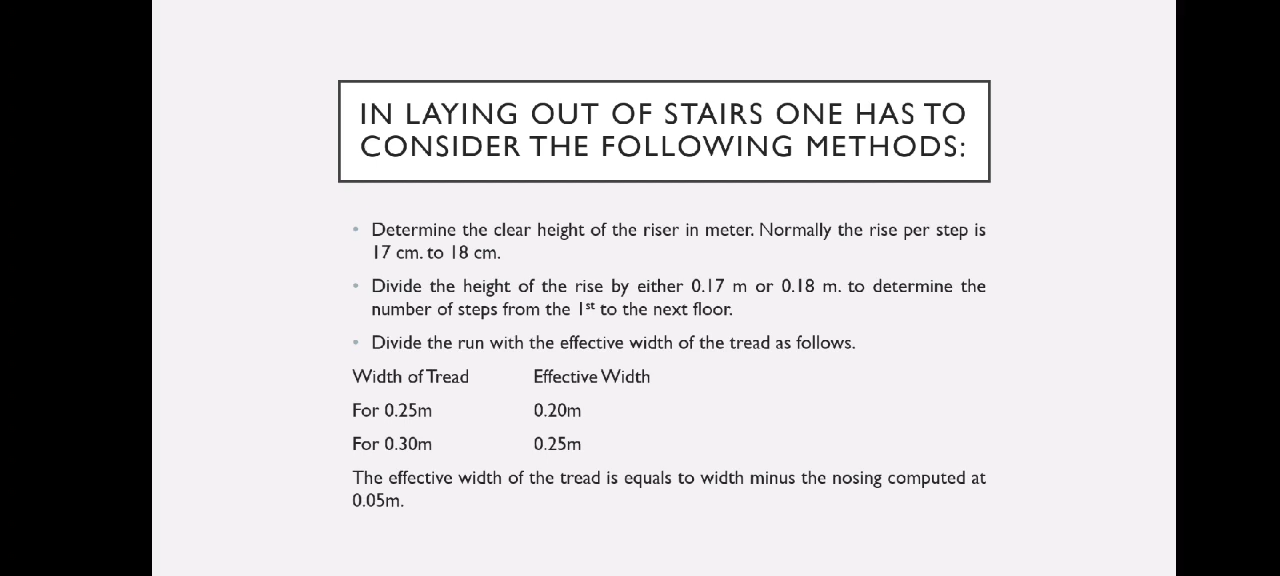 IN LAYING OUT OF STAIRS ONE HAS TO
CONSIDER THE FOLLOWING METHODS:
• Determine the clear height of the riser in meter. Normally the rise per step is
17 cm. to 18 cm.
• Divide the height of the rise by either 0.17 m or 0.18 m. to determine the
number of steps from the 1st to the next floor.
• Divide the run with the effective width of the tread as follows.
Width of Tread Effective Width
For 0.25m 0.20m
For 0.30m 0.25m
The effective width of the tread is equals to width minus the nosing computed at
0.05m.